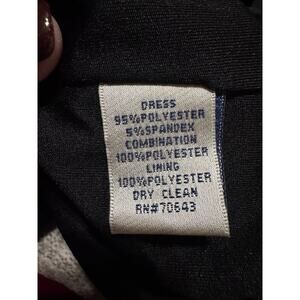 DRESS
95%POLYESTER
5%SPANDEX
COMBINATION
100%POLYESTER
LINING
100%POLYESTER
DRY CLEAN
RN#70643